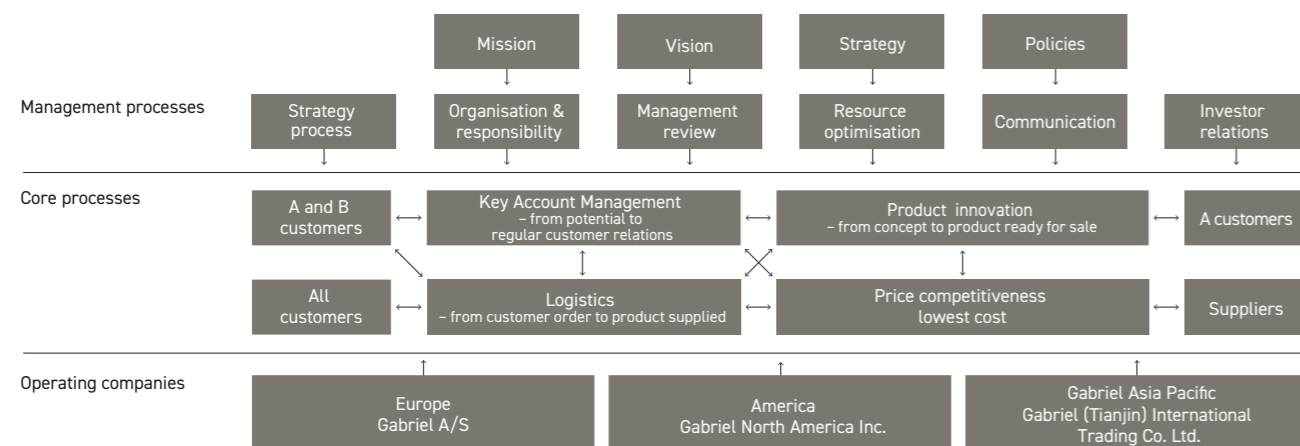 Mission
Vision
Strategy
Policies
Management processes
Strategy
process
Organisation &
responsibility
Management
review
Resource
optimisation
Communication
Investor
relations
Core processes
A and B
customers
Key Account Management
– from potential to
regular customer relations
Product innovation
– from concept to product ready for sale
A customers
All
customers
Logistics
– from customer order to product supplied
Price competitiveness
lowest cost
Suppliers
Operating companies
Europe
Gabriel A/S
America
Gabriel North America Inc.
Gabriel Asia Pacific
Gabriel (Tianjin) International
Trading Co. Ltd.